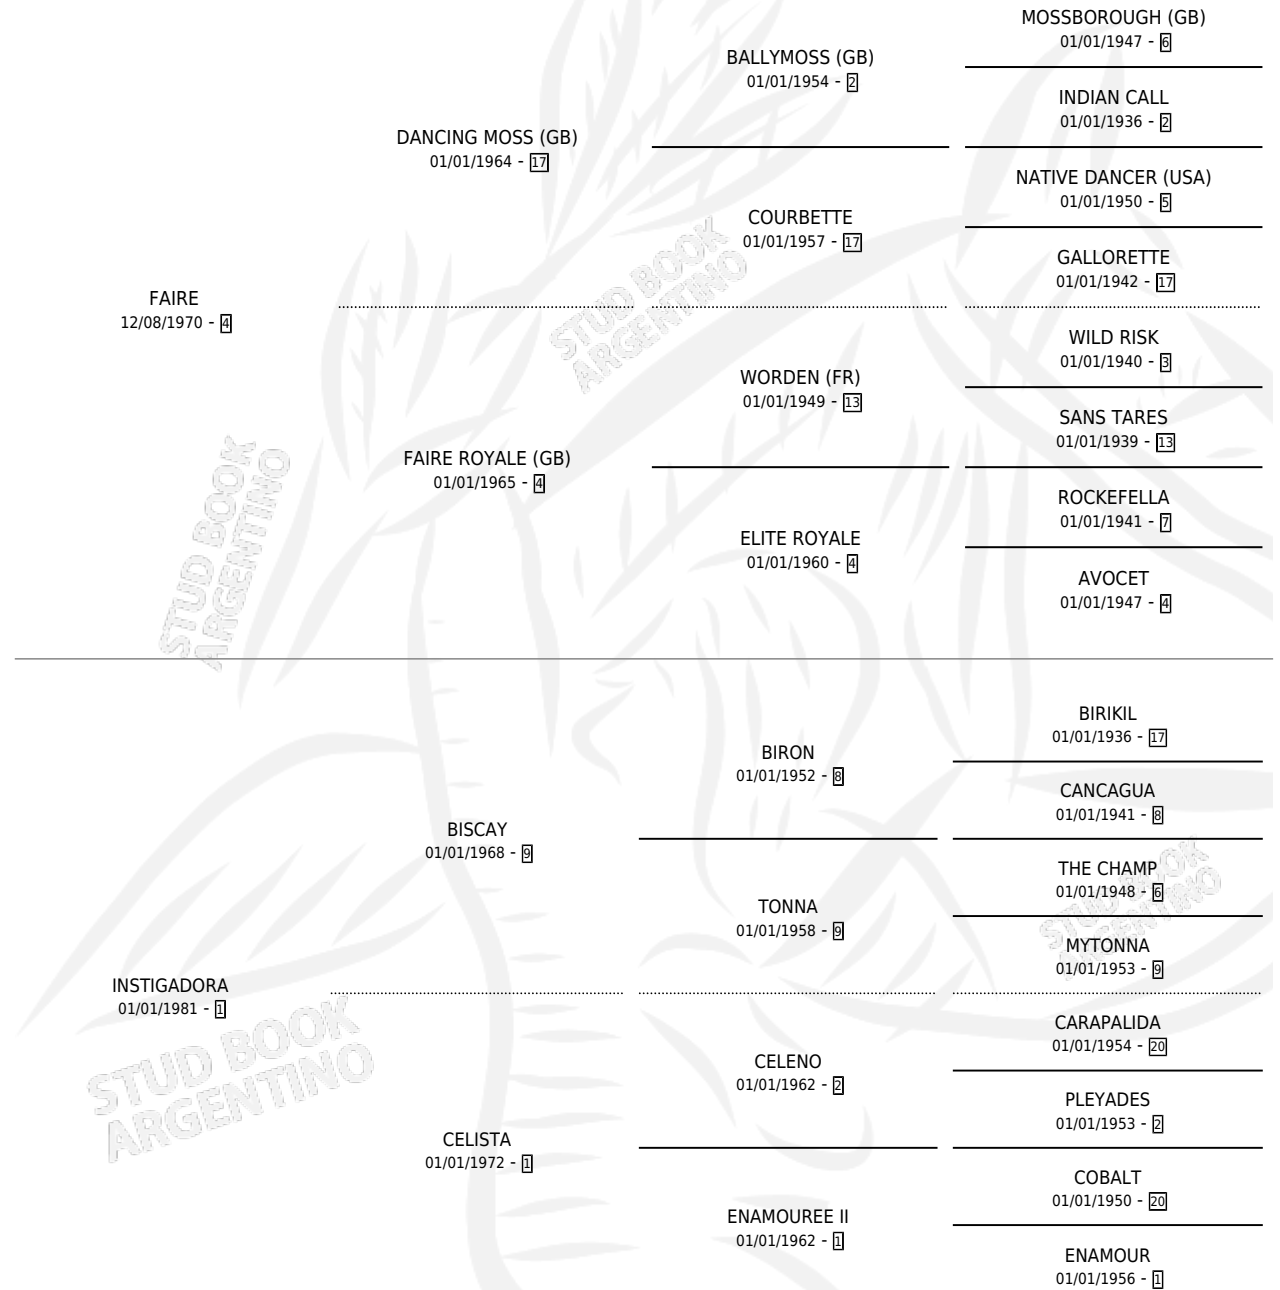 MOSSBOROUGH (GB)
01/01/1947 - 6
BALLYMOSS (GB)
01/01/1954 - 2
INDIAN CALL
01/01/1936 - 2
DANCING MOSS (GB)
01/01/1964 - 17
NATIVE DANCER (USA)
01/01/1950 - 5
COURBETTE
01/01/1957 - 17
GALLORETTE
01/01/1942 - 17
FAIRE
12/08/1970 - 4
WILD RISK
01/01/1940 - 3
WORDEN (FR)
01/01/1949 - 13
SANS TARES
01/01/1939 - 13
FAIRE ROYALE (GB)
01/01/1965 - 4
ROCKEFELLA
01/01/1941 - 7
ELITE ROYALE
01/01/1960 - 4
AVOCET
01/01/1947 - 4
BIRIKIL
01/01/1936 - 17
BIRON
01/01/1952 - 8
CANCAGUA
01/01/1941 - 8
BISCAY
01/01/1968 - 9
THE CHAMP
01/01/1948 - 6
TONNA
01/01/1958 - 9
MYTONNA
01/01/1953 - 9
INSTIGADORA
01/01/1981 - 1
CARAPALIDA
01/01/1954 - 20
CELENO
01/01/1962 - 2
PLEYADES
01/01/1953 - 2
CELISTA
01/01/1972 - 1
COBALT
01/01/1950 - 20
ENAMOUREE II
01/01/1962 - 1
ENAMOUR
01/01/1956 - 1
STUD BOOK
ARGENTINO
STUD BOOK
ARGENTINO
STUD BOOK
ARGENTINO
STUD BOOK
ARGENTINO